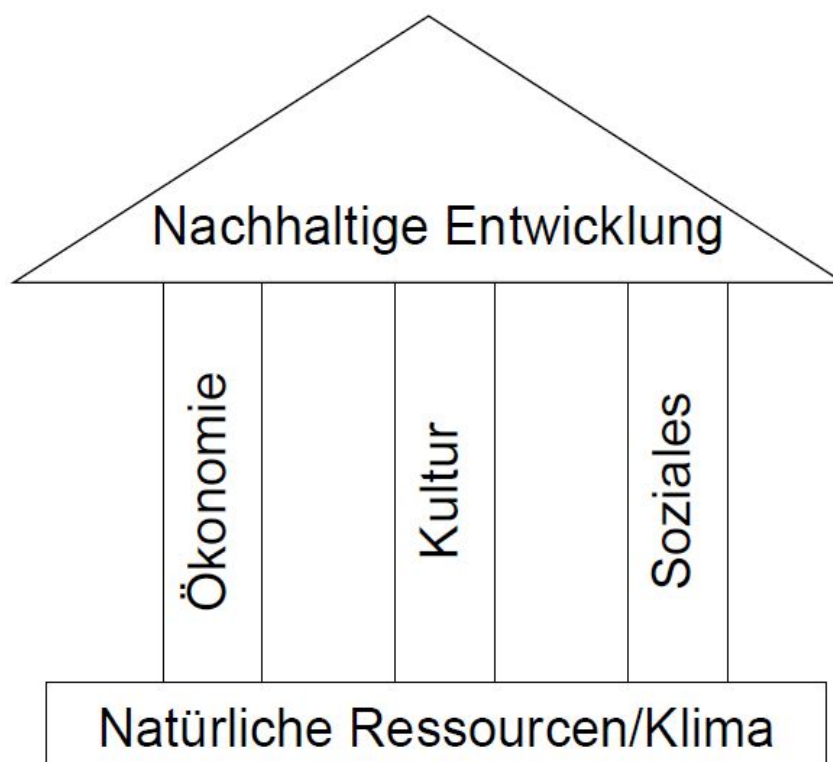 Nachhaltige Entwicklung
Ökonomie
Kultur
Soziales
Natürliche Ressourcen/Klima